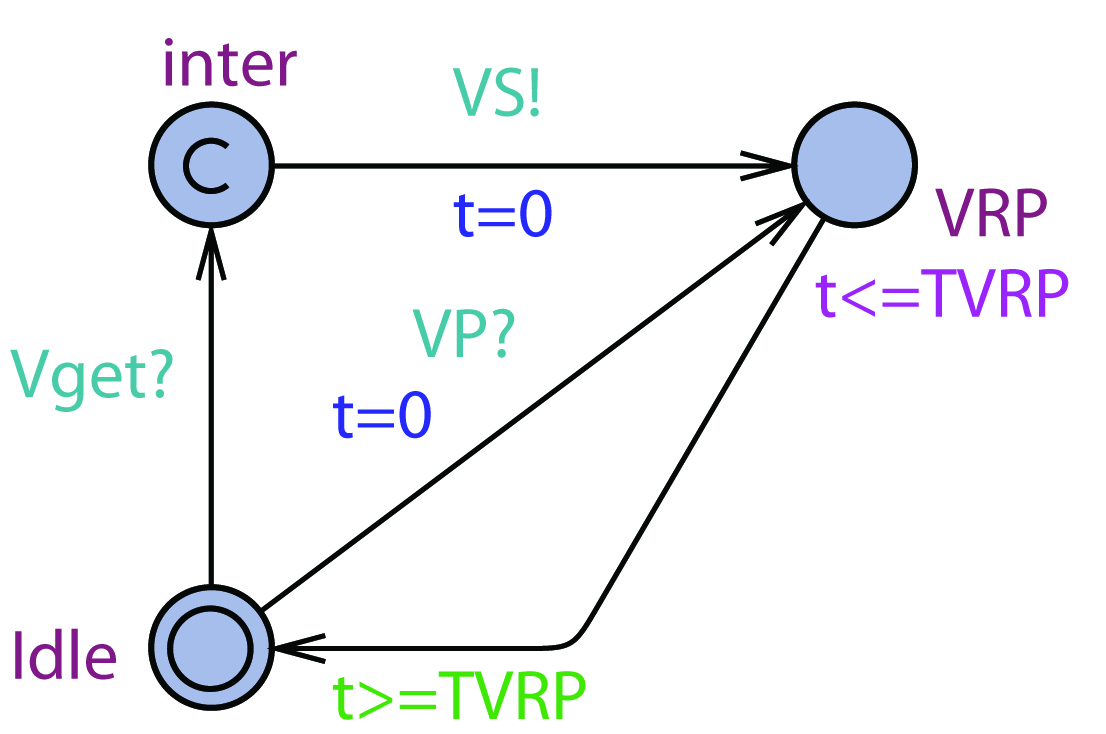 inter
VS!
t=0
VRP
t<=TVRP
VP?
Vget?
t=0
Idle
t>=TVRP